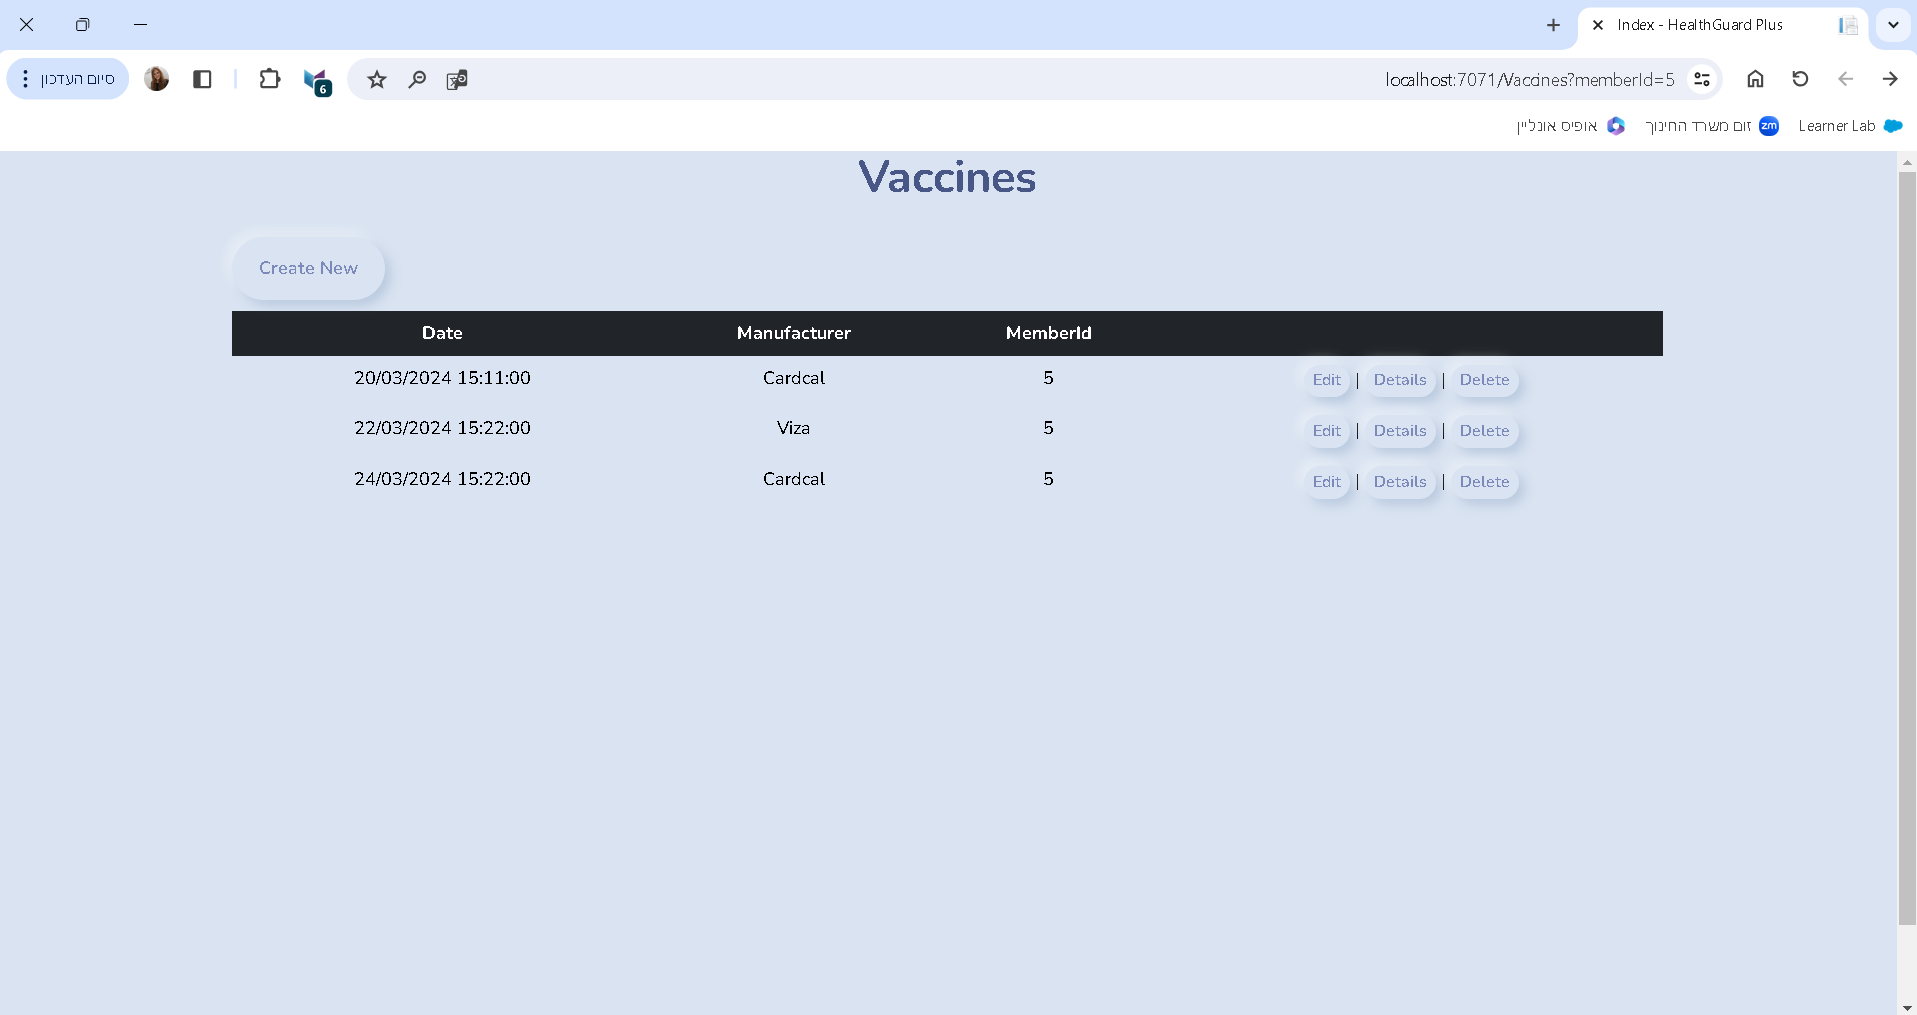 Index - HealthGuard Plus
סיום העדכון
6
localhost:7071/Vaccines?memberId=5
Learner Lab
zm
זום משרד החינוך
אופיס אונליין
Vaccines
Create New
Date Manufacturer MemberId
20/03/2024 15:11:00 Cardcal 5 Edit | Details | Delete
22/03/2024 15:22:00 Viza 5 Edit | Details | Delete
24/03/2024 15:22:00 Cardcal 5 Edit | Details | Delete